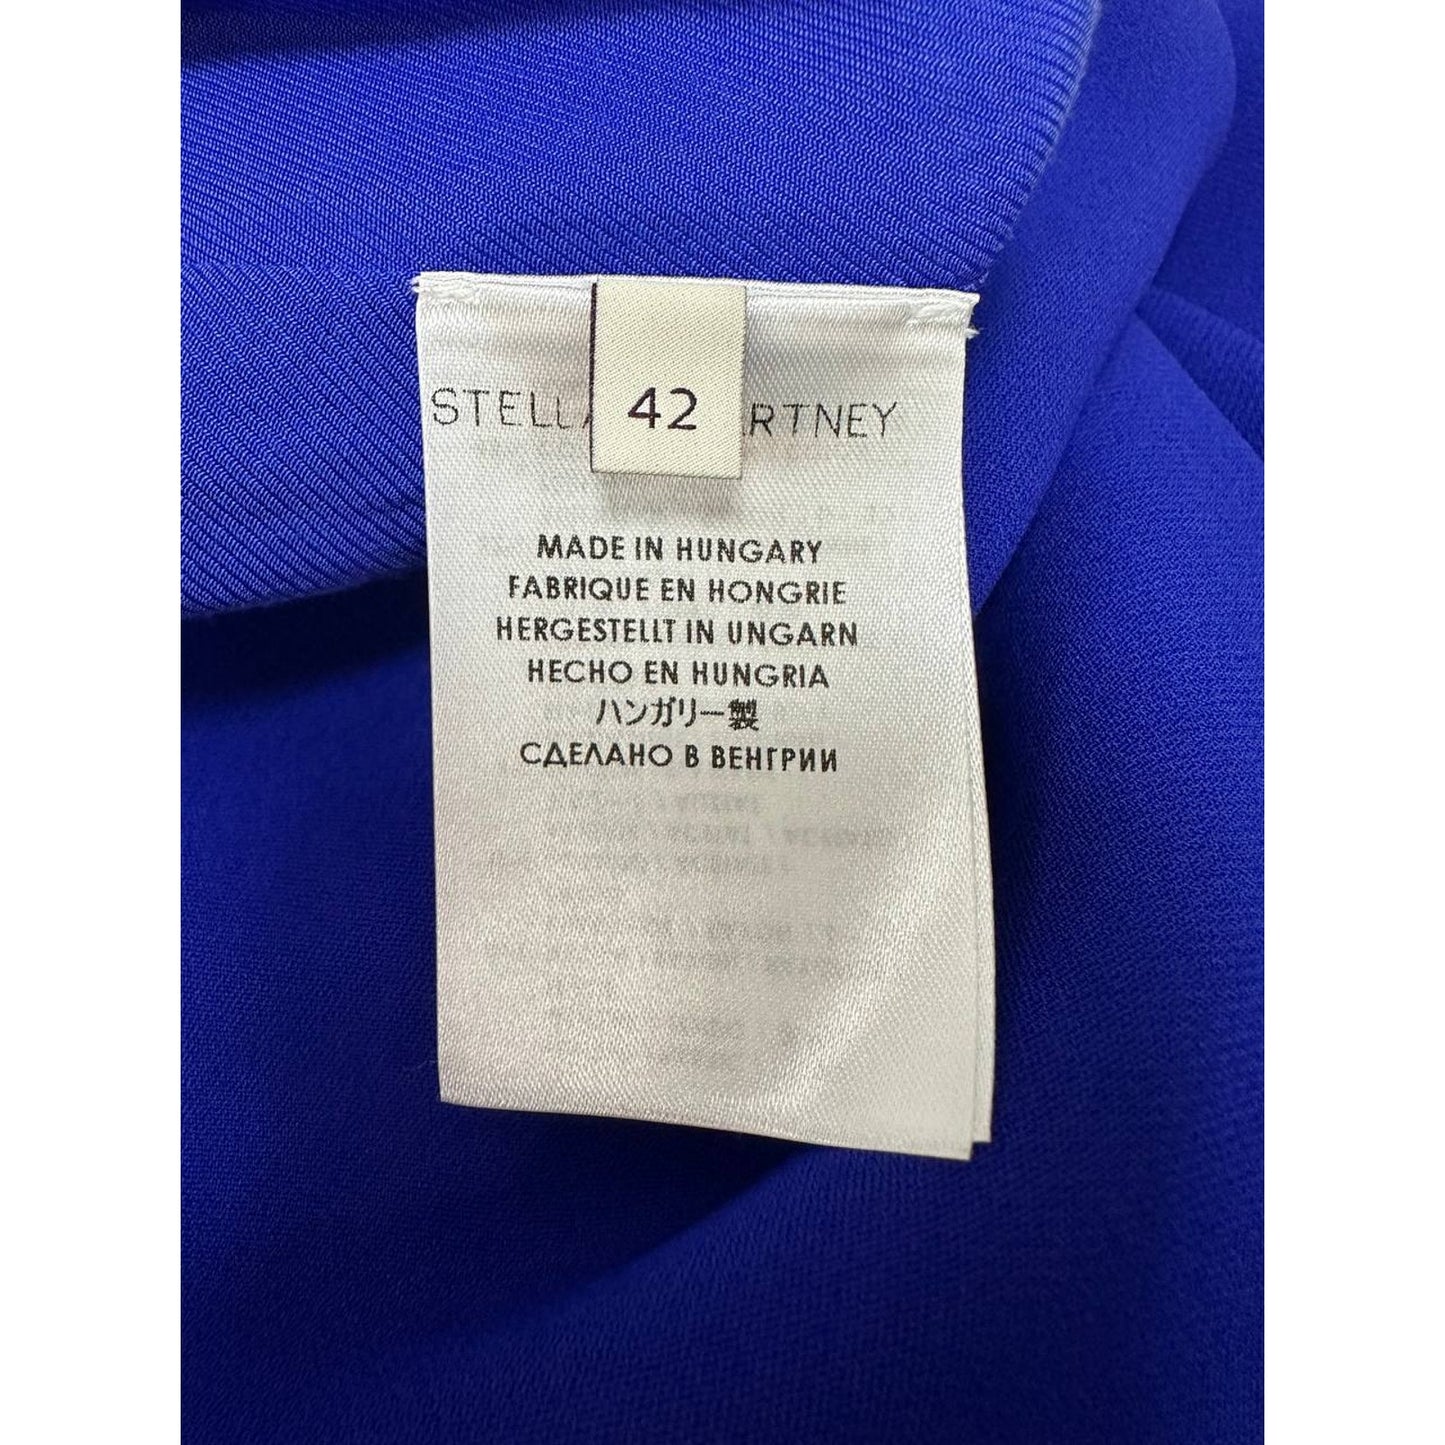 STELLA
42
RTNEY
MADE IN HUNGARY
FABRIQUE EN HONGRIE
HERGESTELLT IN UNGARN
HECHO EN HUNGRIA
ハンガリー製
СДЕЛАНО В ВЕНГРИИ